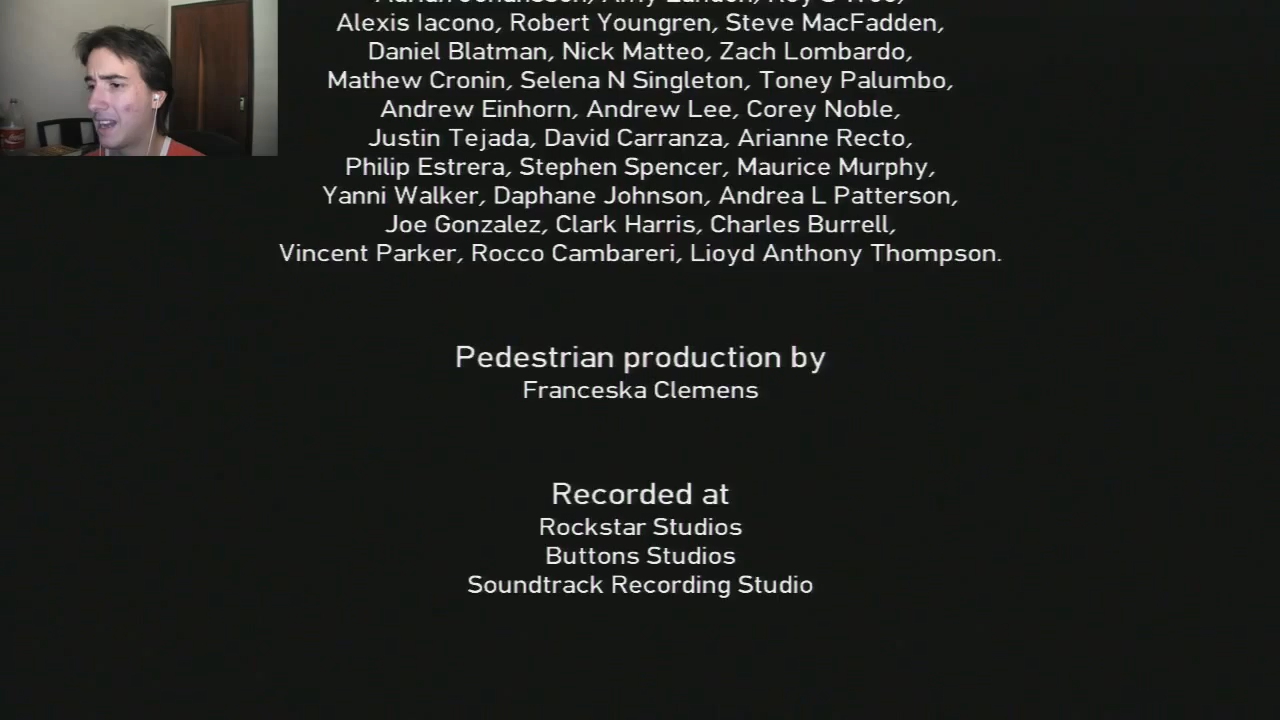 Alexis Iacono, Robert Youngren, Steve MacFadden,
Daniel Blatman, Nick Matteo, Zach Lombardo,
Mathew Cronin, Selena N Singleton, Toney Palumbo,
Andrew Einhorn, Andrew Lee, Corey Noble,
Justin Tejada, David Carranza, Arianne Recto,
Philip Estrera, Stephen Spencer, Maurice Murphy,
Yanni Walker, Daphane Johnson, Andrea L Patterson,
Joe Gonzalez, Clark Harris, Charles Burrell,
Vincent Parker, Rocco Cambareri, Lioyd Anthony Thompson.
Pedestrian production by
Franceska Clemens
Recorded at
Rockstar Studios
Buttons Studios
Soundtrack Recording Studio